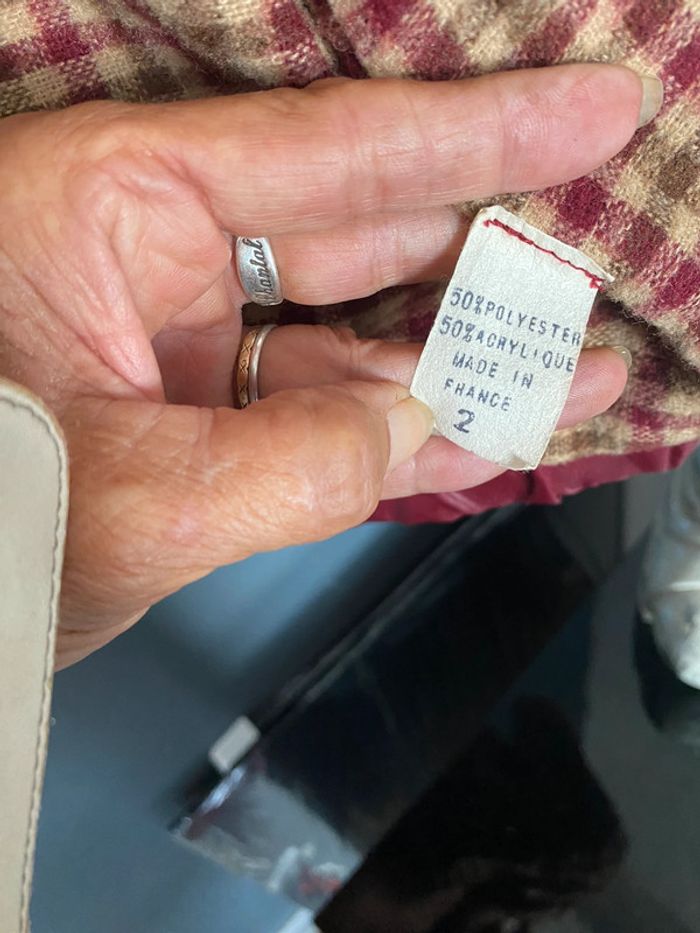 50%POLYESTER
50%ACRYLIQUE
MADE IN
FRANCE
2